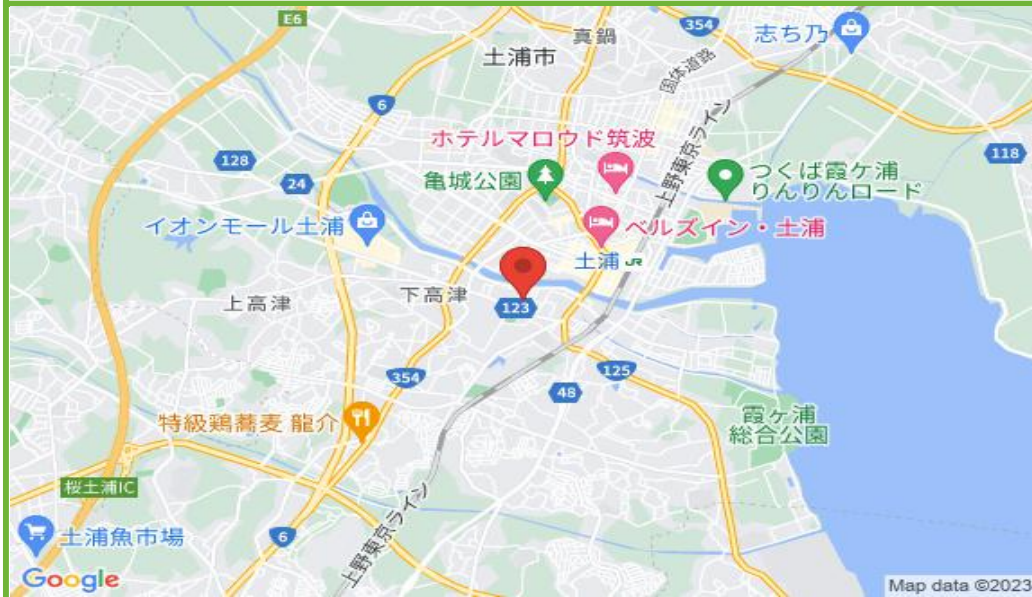 E6
354
真鍋
志ち乃
土浦市
国体道路
6
上野東京ライン
128
ホテルマロウド筑波
118
24
亀城公園
つくば霞ケ浦
りんりんロード
イオンモール土浦
ベルズイン・土浦
土浦 JR
上高津
下高津
123
354
125
48
特級鶏蕎麦 龍介
霞ヶ浦
総合公園
桜土浦IC
上野東京ライン
6
土浦魚市場
Google
Map data ©2023